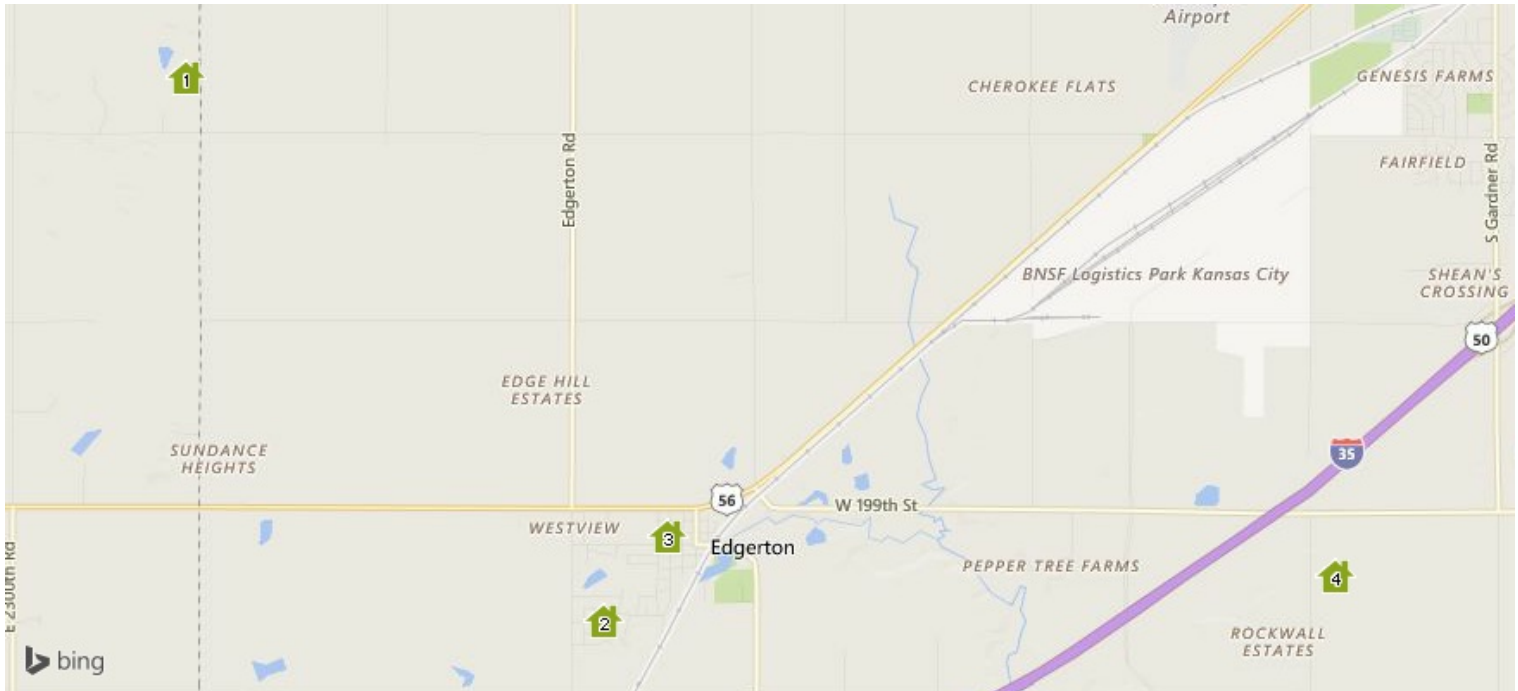 Airport
1
CHEROKEE FLATS
GENESIS FARMS
Edgerton Rd
FAIRFIELD
S Gardner Rd
BNSF Logistics Park Kansas City
SHEAN'S
CROSSING
50
EDGE HILL
ESTATES
SUNDANCE
HEIGHTS
35
56
W 199th St
WESTVIEW
3
Edgerton
PEPPER TREE FARMS
4
E 2300th Rd
2
ROCKWALL
ESTATES
bing